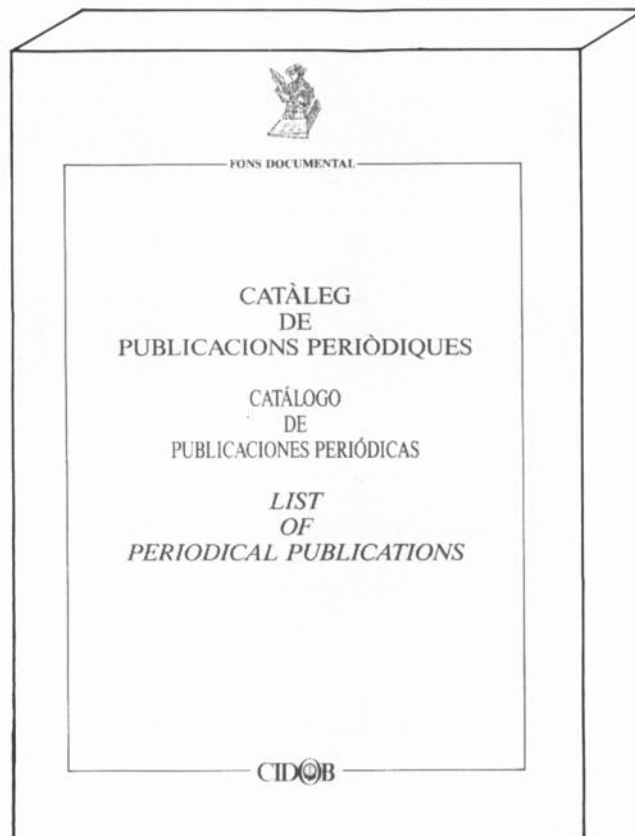 FONS DOCUMENTAL
CATÀLEG
DE
PUBLICACIONS PERIÒDIQUES
CATÁLOGO
DE
PUBLICACIONES PERIÓDICAS
LIST
OF
PERIODICAL PUBLICATIONS
CIDOB